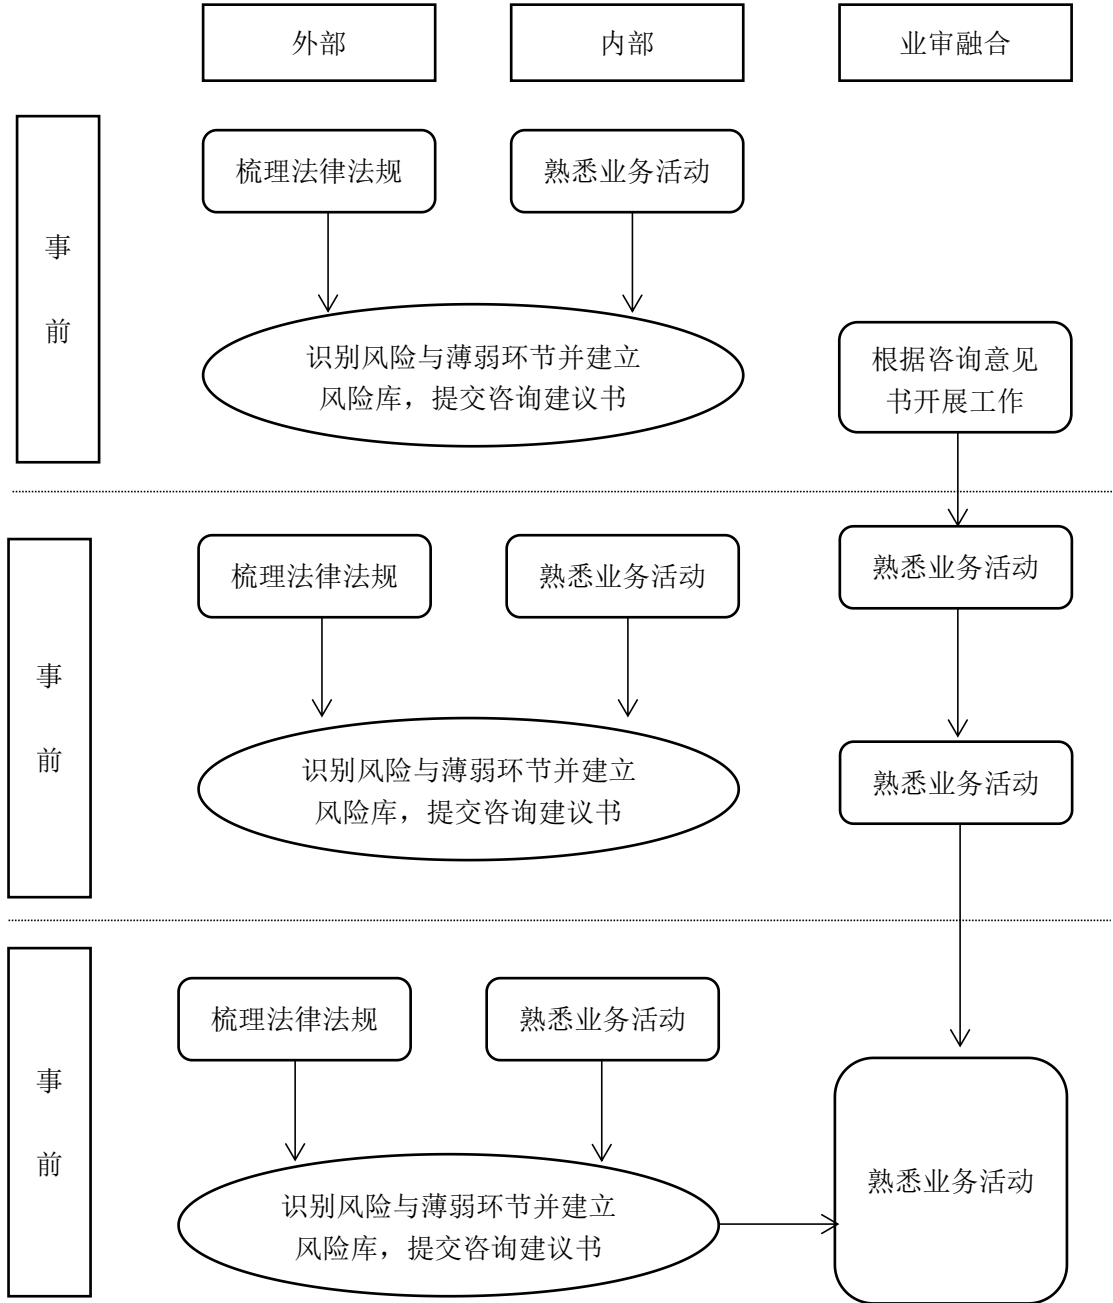 外部
内部
业审融合
事
前
梳理法律法规
熟悉业务活动
识别风险与薄弱环节并建立
风险库，提交咨询建议书
根据咨询意见
书开展工作
事
前
梳理法律法规
熟悉业务活动
熟悉业务活动
识别风险与薄弱环节并建立
风险库，提交咨询建议书
熟悉业务活动
事
前
梳理法律法规
熟悉业务活动
识别风险与薄弱环节并建立
风险库，提交咨询建议书
熟悉业务活动